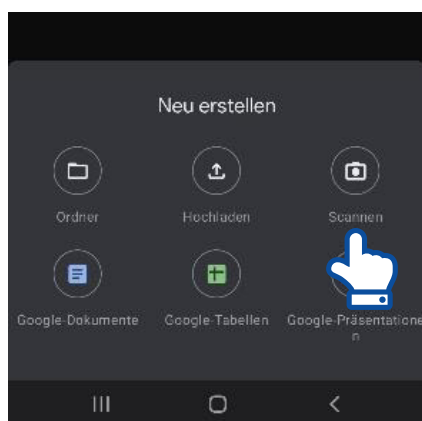 Neu erstellen
Ordner Hochladen Scannen
Google-Dokumente Google-Tabellen Google-Präsentatione
n